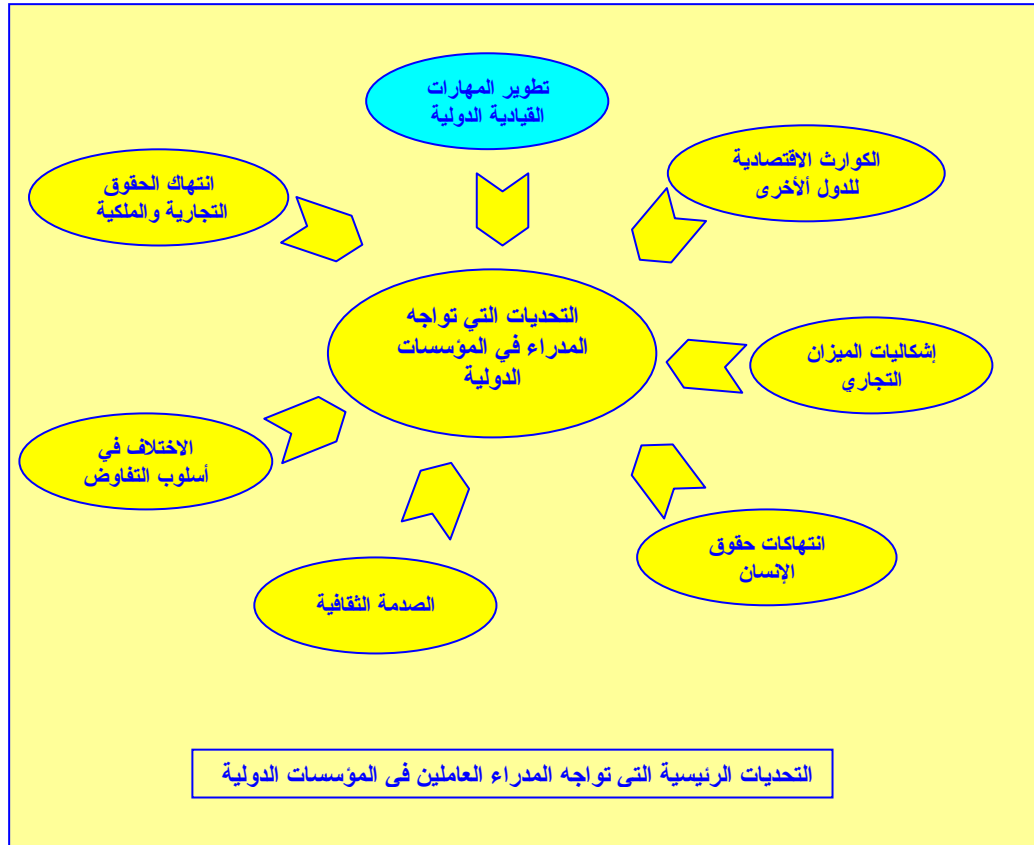 تطوير المهارات
القيادية الدولية
الكوارث الاقتصادية
للدول ألأخرى
انتهاك الحقوق
التجارية والملكية
التحديات التي تواجه
المدراء في المؤسسات
الدولية
إشكاليات الميزان
التجاري
الاختلاف في
أسلوب التفاوض
انتهاكات حقوق
الإنسان
الصدمة الثقافية
التحديات الرئيسية التى تواجه المدراء العاملين فى المؤسسات الدولية